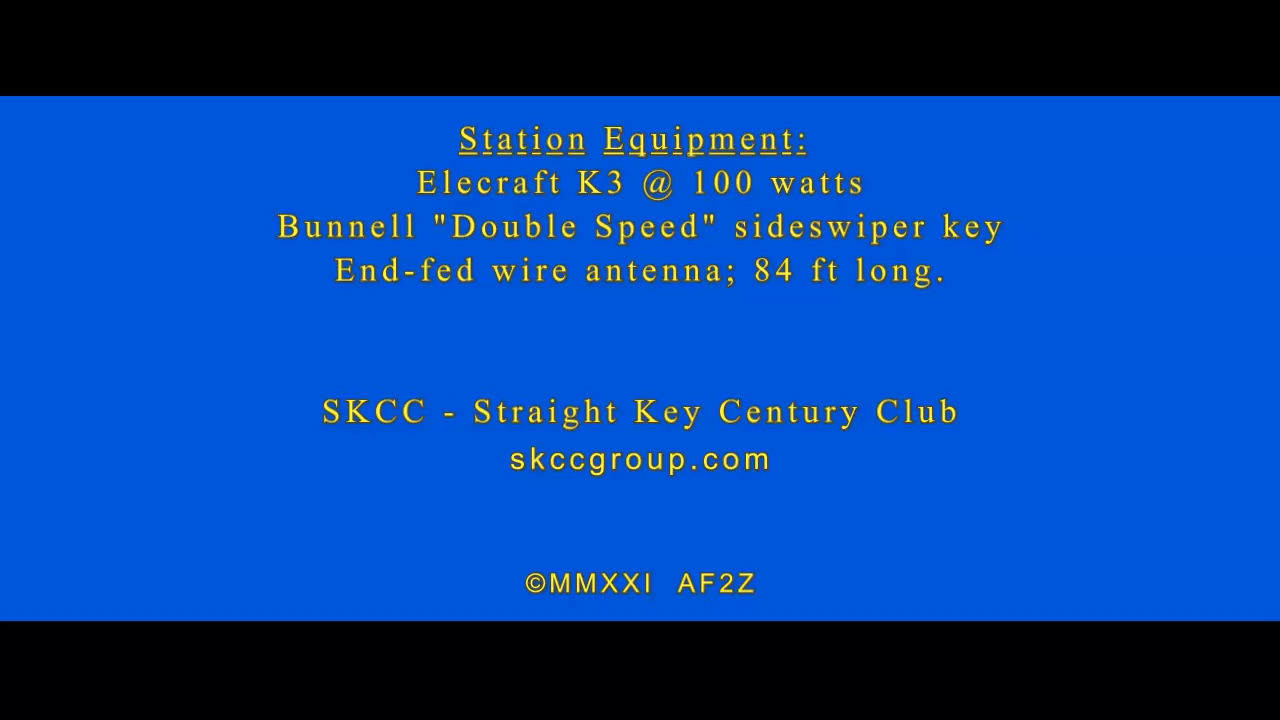 Station Equipment:
Elecraft K3 @ 100 watts
Bunnell "Double Speed" sideswiper key
End-fed wire antenna; 84 ft long.
SKCC - Straight Key Century Club
skccgroup.com
©MMXXI AF2Z